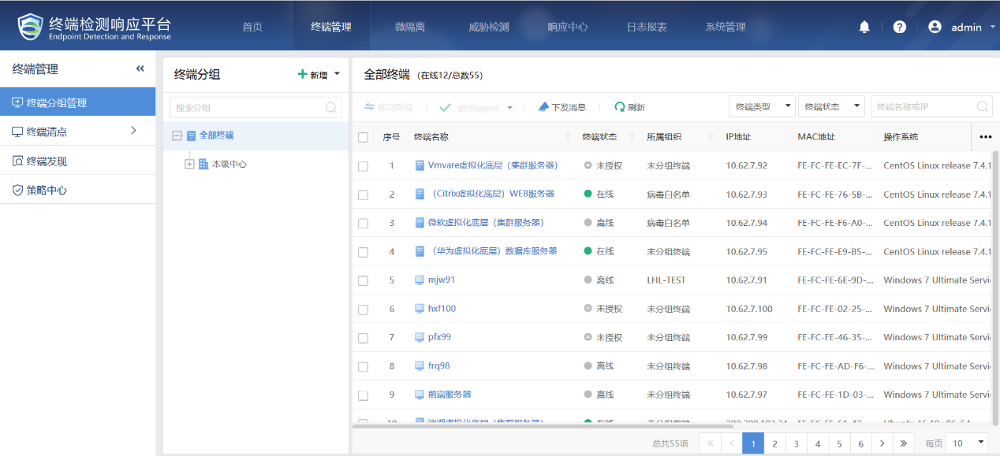 终端检测响应平台
Endpoint Detection and Response
首页 终端管理 微隔离 威胁检测 响应中心 日志报表 系统管理 admin
终端管理
终端分组管理
终端清点
终端发现
策略中心
终端分组 新增
搜索分组
全部终端
本级中心
全部终端 (在线12/总数55)
移动到组 启用agent 下发消息 刷新 终端类型 终端状态 终端名称或IP
序号 终端名称 终端状态 所属组织 IP地址 MAC地址 操作系统
1 Vmvare虚拟化底层（集群服务器） 未授权 未分组终端 10.62.7.92 FE-FC-FE-EC-7F-... CentOS Linux release 7.4.1
2 （Citrix虚拟化底层）WEB服务器 在线 病毒白名单 10.62.7.93 FE-FC-FE-76-5B-... CentOS Linux release 7.4.1
3 微软虚拟化底层（集群服务器） 离线 病毒白名单 10.62.7.94 FE-FC-FE-F6-A0-... CentOS Linux release 7.4.1
4 （华为虚拟化底层）数据库服务器 在线 未分组终端 10.62.7.95 FE-FC-FE-E9-B5-... CentOS Linux release 7.4.1
5 mjw91 离线 LHL-TEST 10.62.7.91 FE-FC-FE-6E-9D-... Windows 7 Ultimate Servi
6 hxf100 未授权 未分组终端 10.62.7.100 FE-FC-FE-02-25-... Windows 7 Ultimate Servi
7 pfx99 未授权 未分组终端 10.62.7.99 FE-FC-FE-46-35-... Windows 7 Ultimate Servi
8 frq98 离线 未分组终端 10.62.7.98 FE-FC-FE-AD-F6-... Windows 7 Ultimate Servi
9 前端服务器 离线 未分组终端 10.62.7.97 FE-FC-FE-1D-03-... Windows 7 Ultimate Servi
10 浪潮虚拟化底层（集群服务器） 在线 未分组终端
总共55项 1 2 3 4 5 6 每页 10